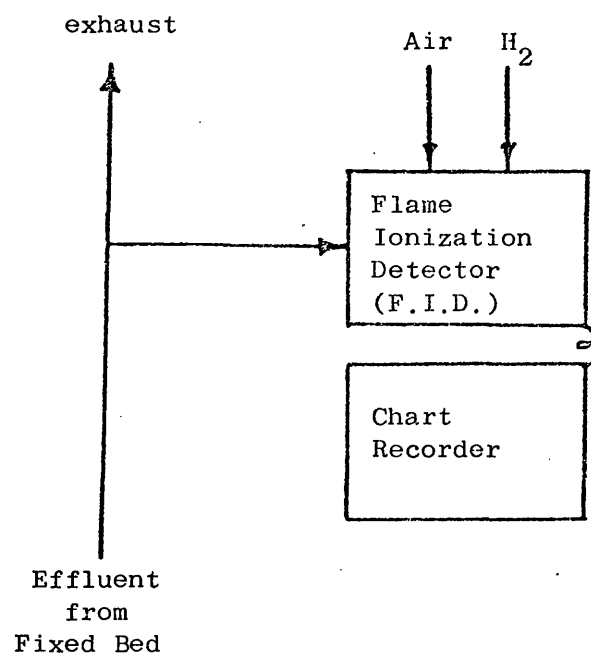 exhaust
Air H2
Flame
Ionization
Detector
(F.I.D.)
Chart
Recorder
Effluent
from
Fixed Bed